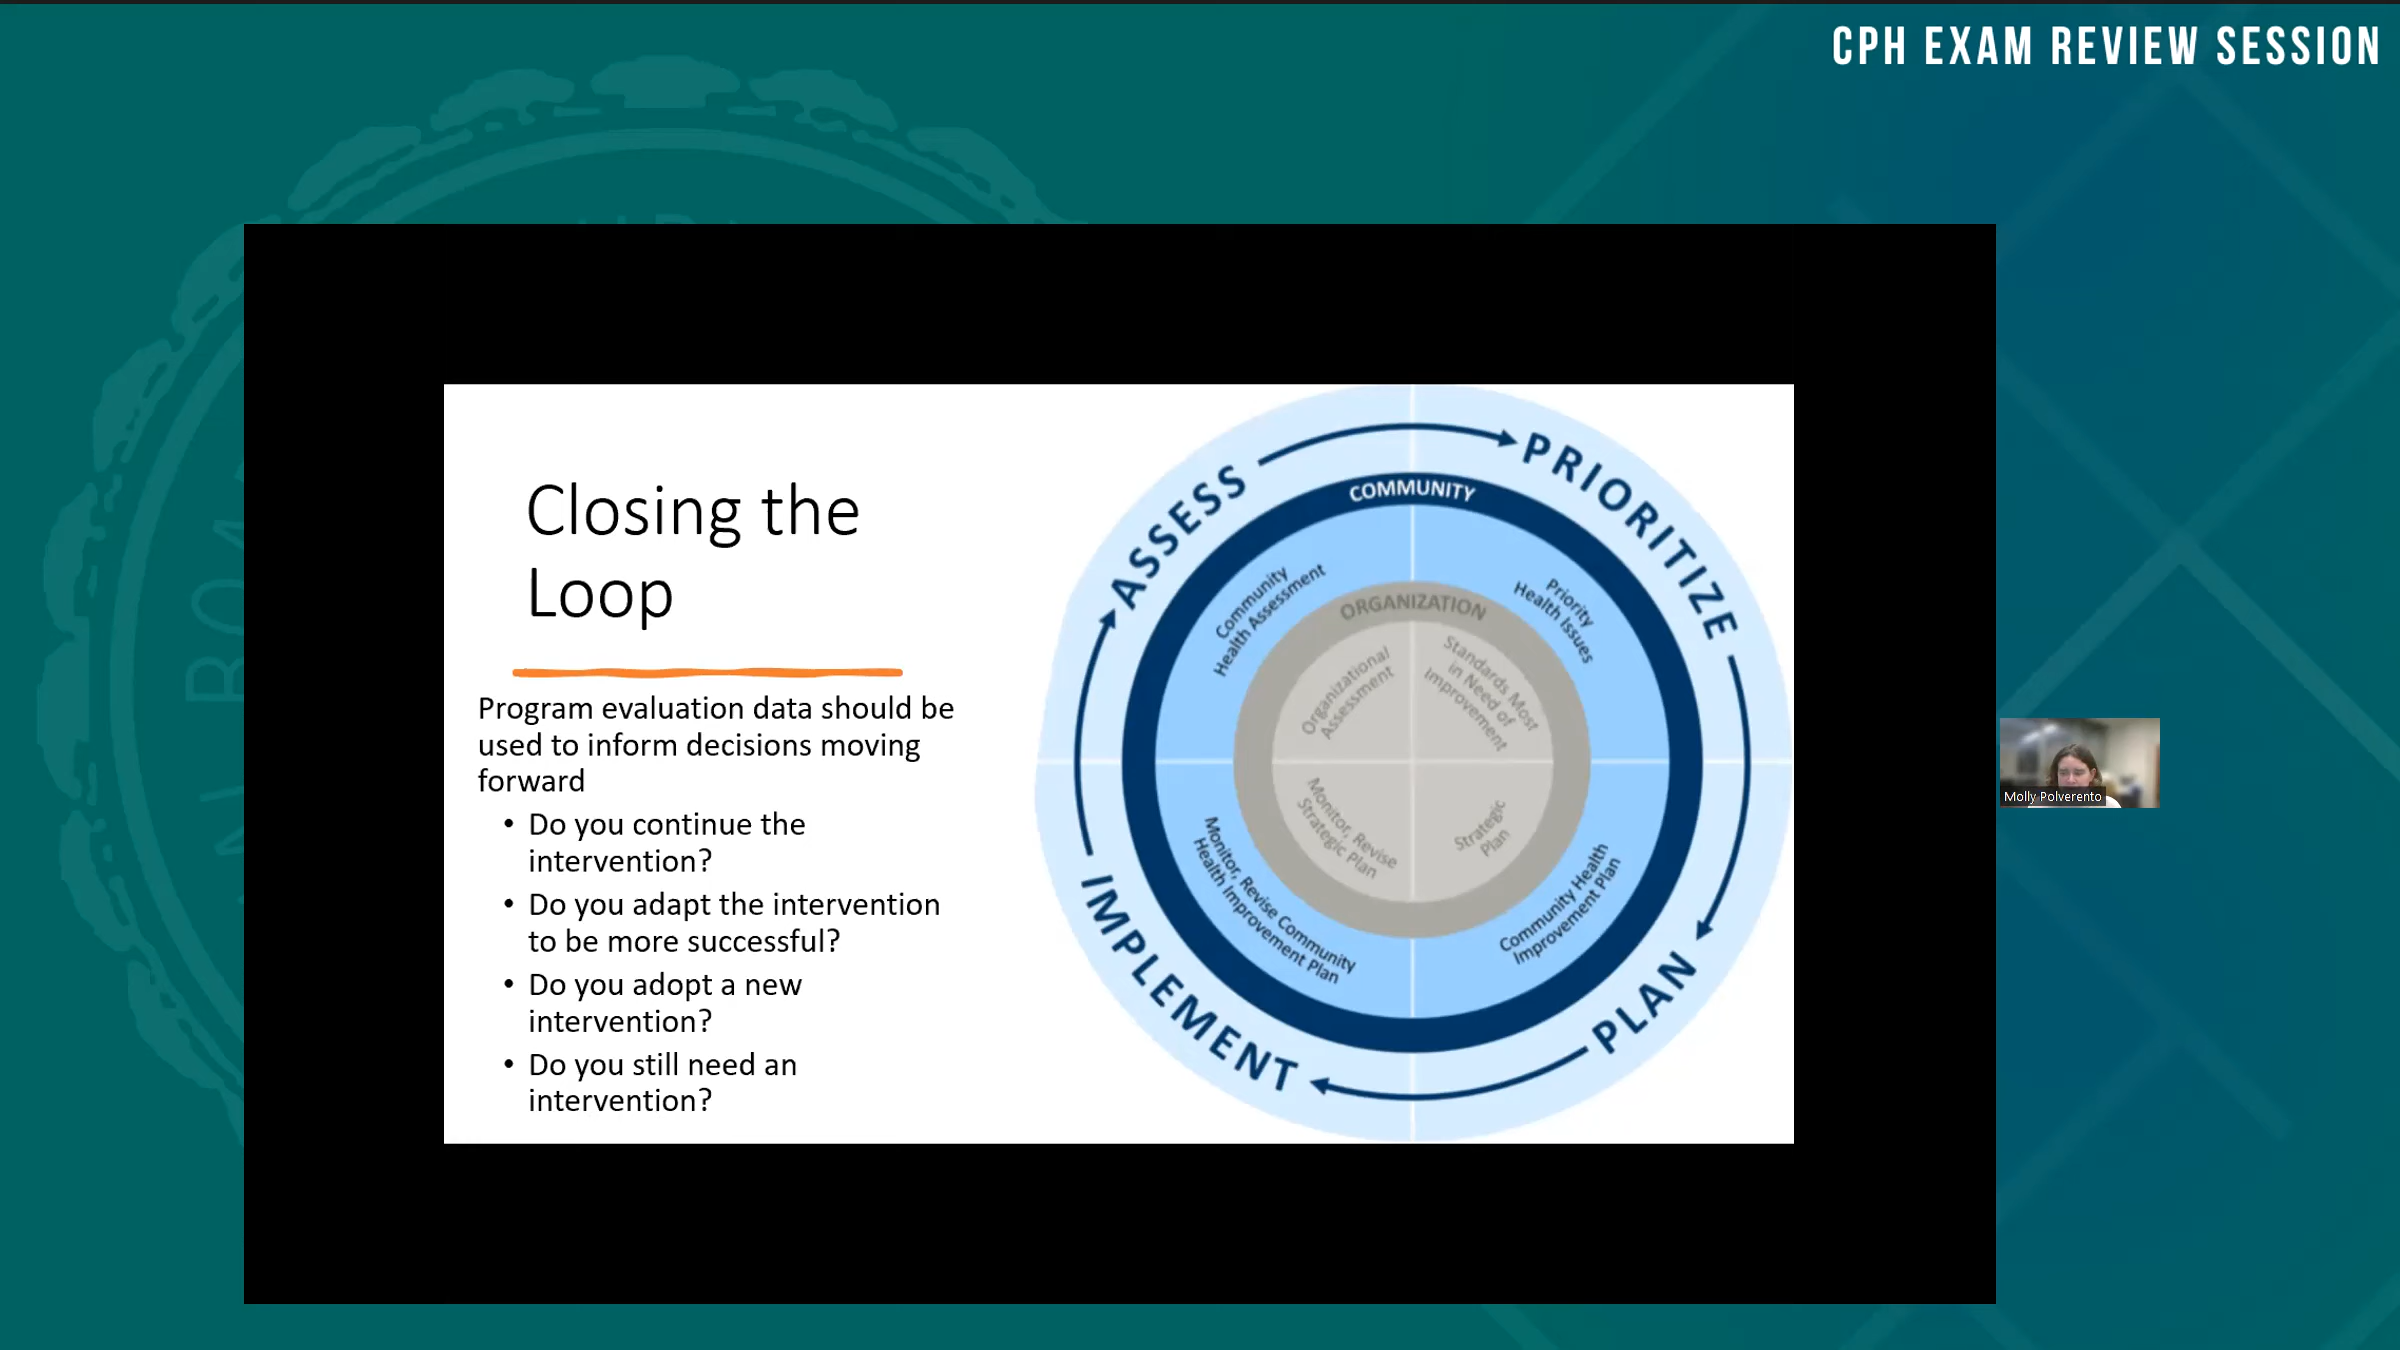 CPH EXAM REVIEW SESSION
Closing the
Loop
Program evaluation data should be
used to inform decisions moving
forward
• Do you continue the
intervention?
• Do you adapt the intervention
to be more successful?
• Do you adopt a new
intervention?
• Do you still need an
intervention?
ASSESS
PRIORITIZE
PLAN
IMPLEMENT
COMMUNITY
Community
Health Assessment
Priority
Health Issues
Community Health
Improvement Plan
Monitor, Revise Community
Health Improvement Plan
ORGANIZATION
Organizational
Assessment
Standards Most
in Need of
Improvement
Strategic
Plan
Monitor, Revise
Strategic Plan
Molly Polverento